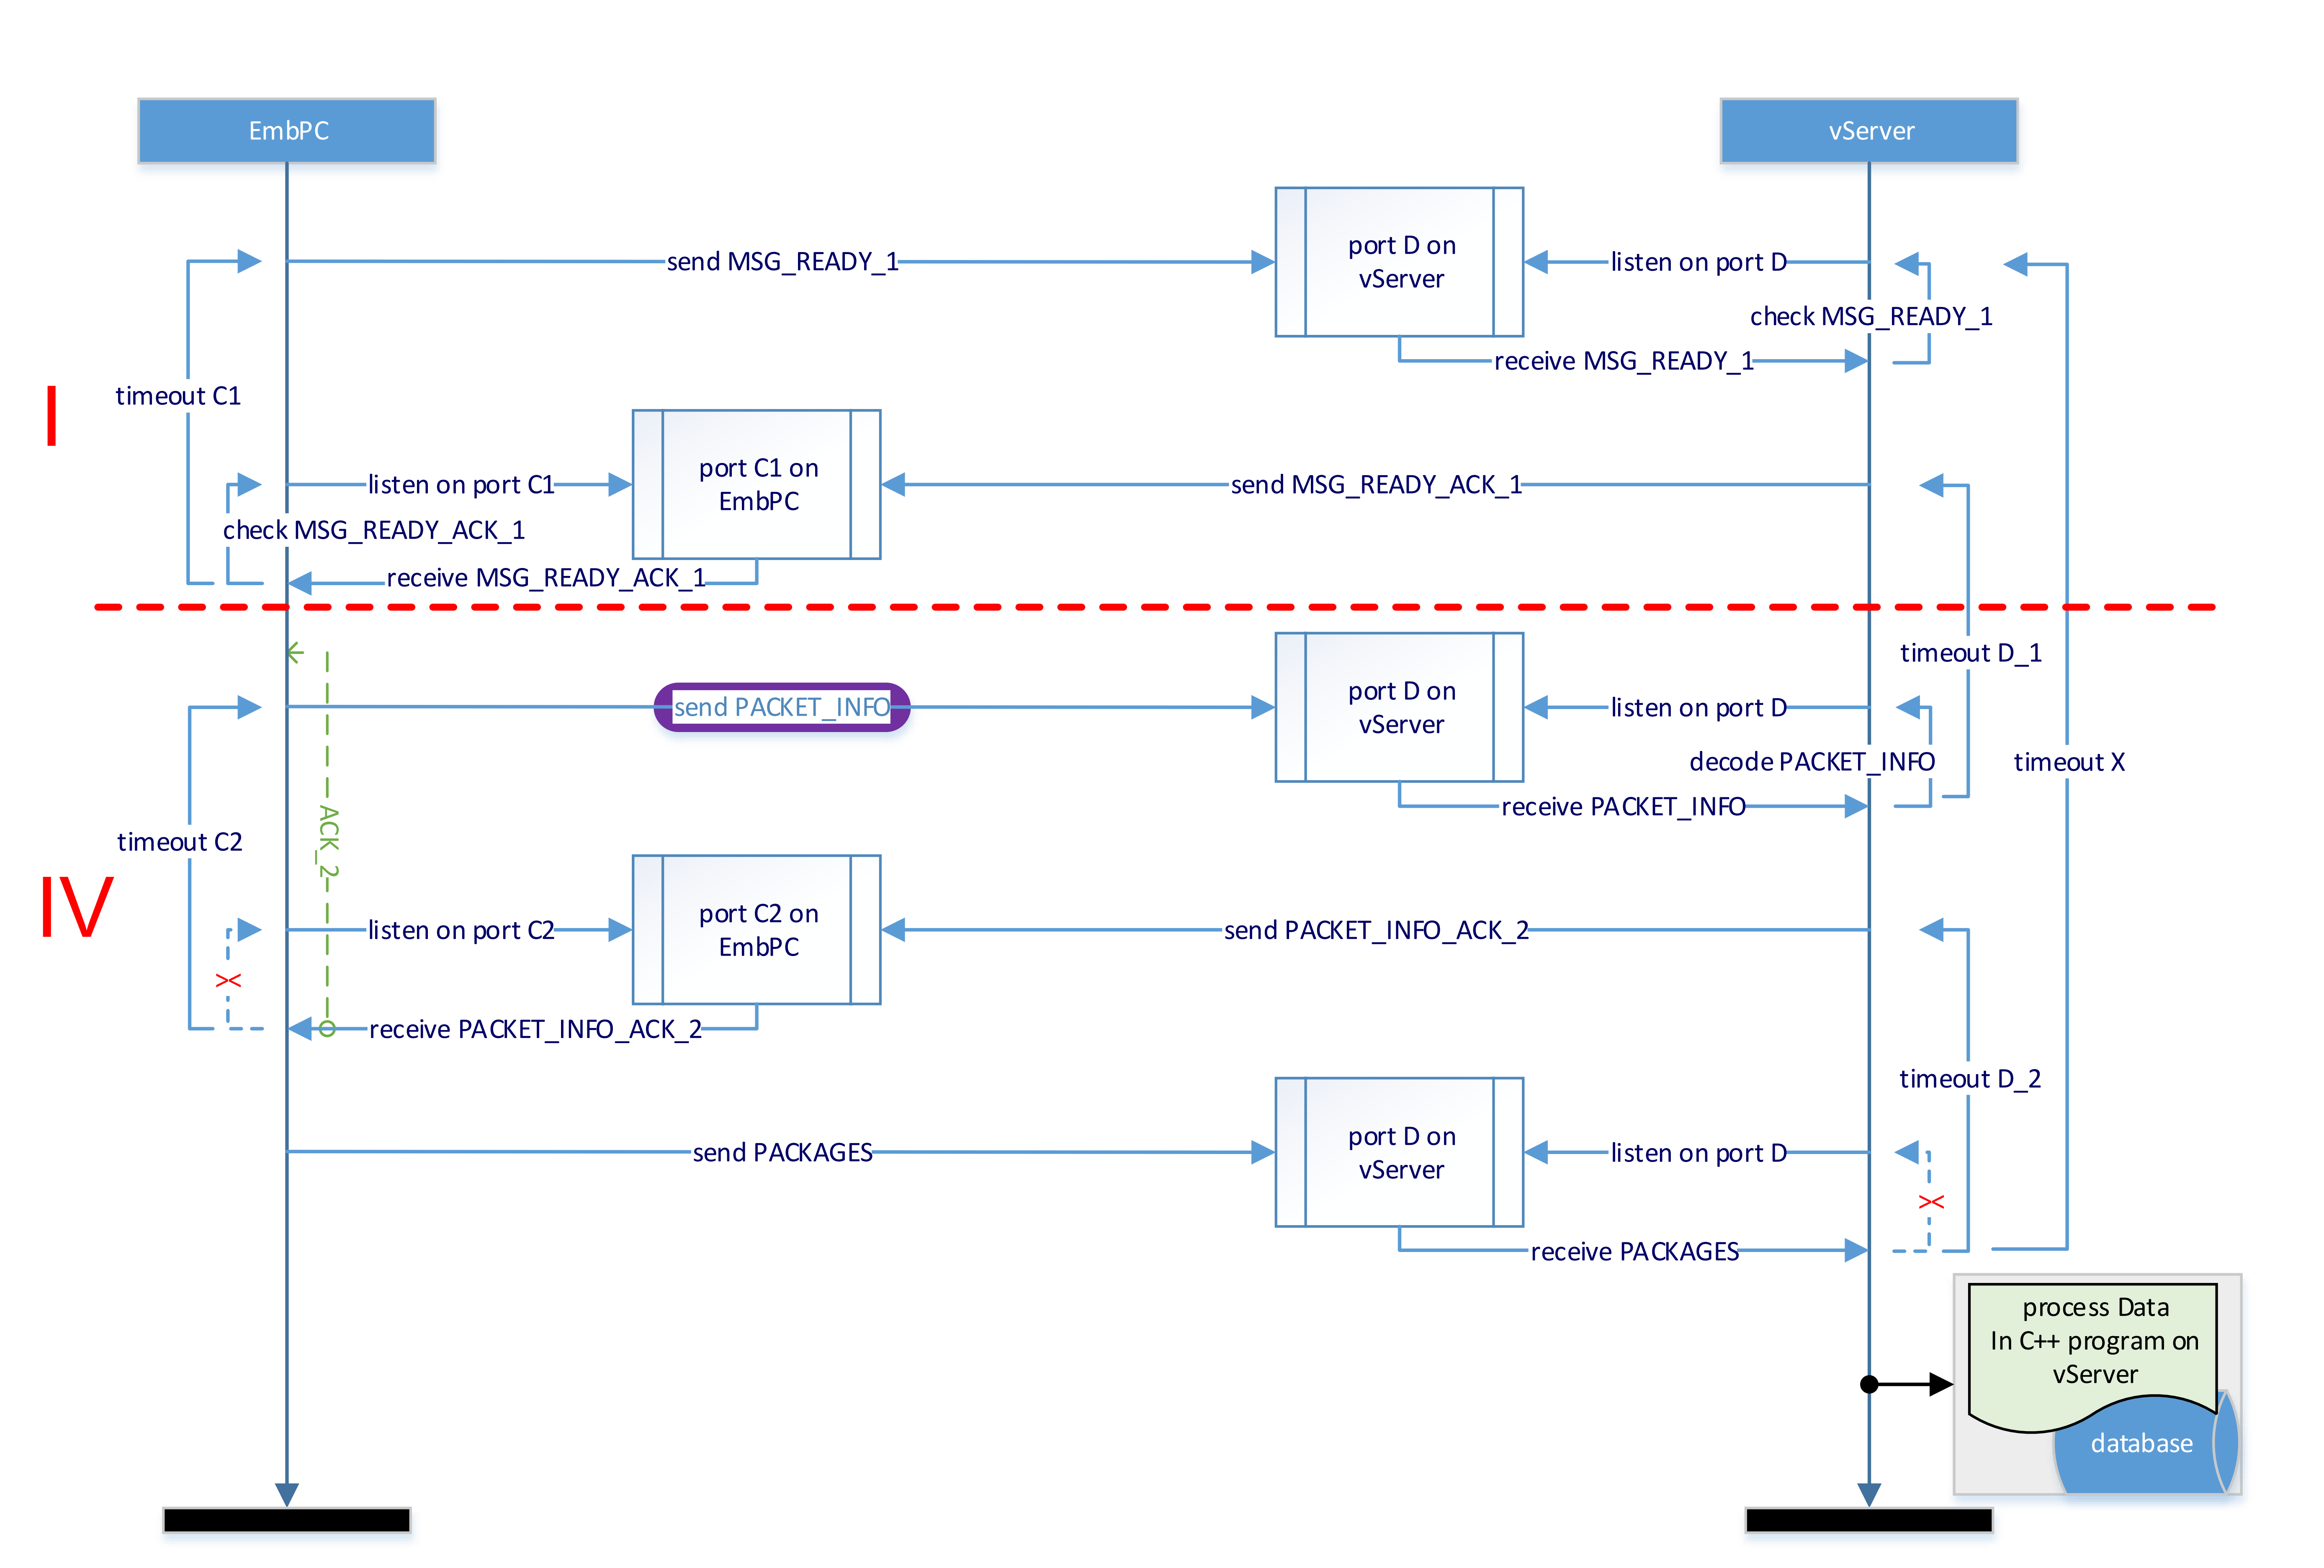 EmbPC
vServer
port D on
vServer
send MSG_READY_1
listen on port D
check MSG_READY_1
receive MSG_READY_1
timeout C1
I
port C1 on
EmbPC
listen on port C1
send MSG_READY_ACK_1
check MSG_READY_ACK_1
receive MSG_READY_ACK_1
timeout D_1
port D on
vServer
send PACKET_INFO
listen on port D
decode PACKET_INFO
timeout X
receive PACKET_INFO
ACK_2
timeout C2
IV
port C2 on
EmbPC
listen on port C2
send PACKET_INFO_ACK_2
><
receive PACKET_INFO_ACK_2
timeout D_2
port D on
vServer
send PACKAGES
listen on port D
><
receive PACKAGES
process Data
In C++ program on
vServer
database